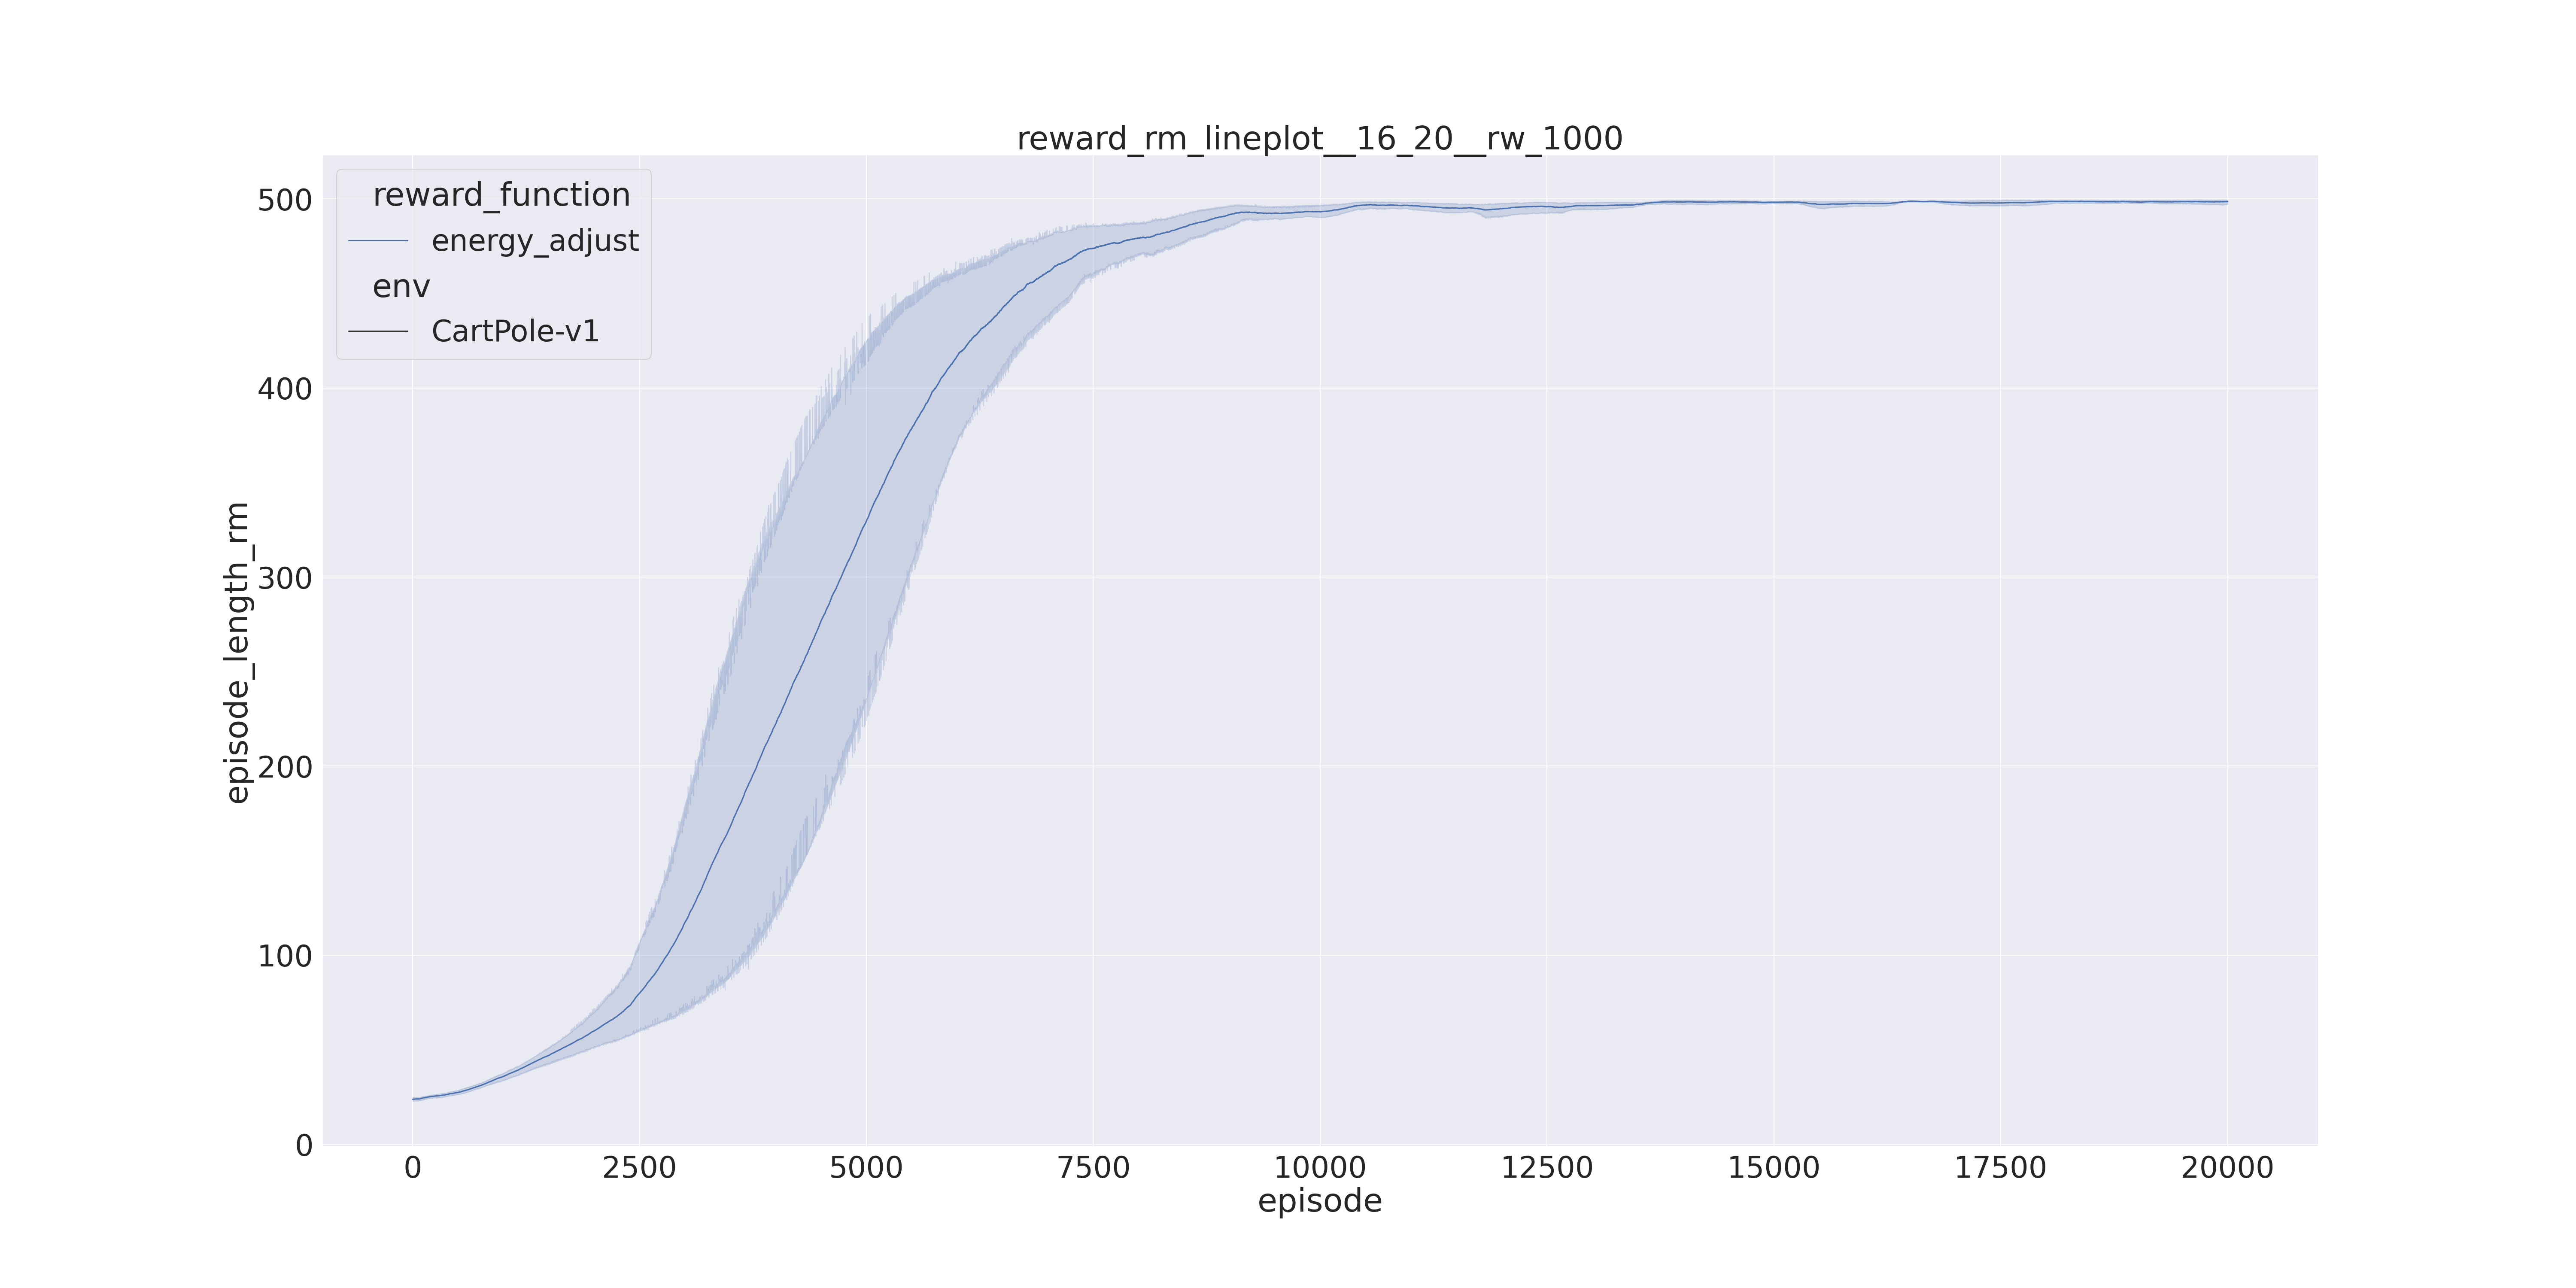 reward_rm_lineplot__16_20__rw_1000
reward_function
energy_adjust
env
CartPole-v1
episode_length_rm
500
400
300
200
100
0
0 2500 5000 7500 10000 12500 15000 17500 20000
episode